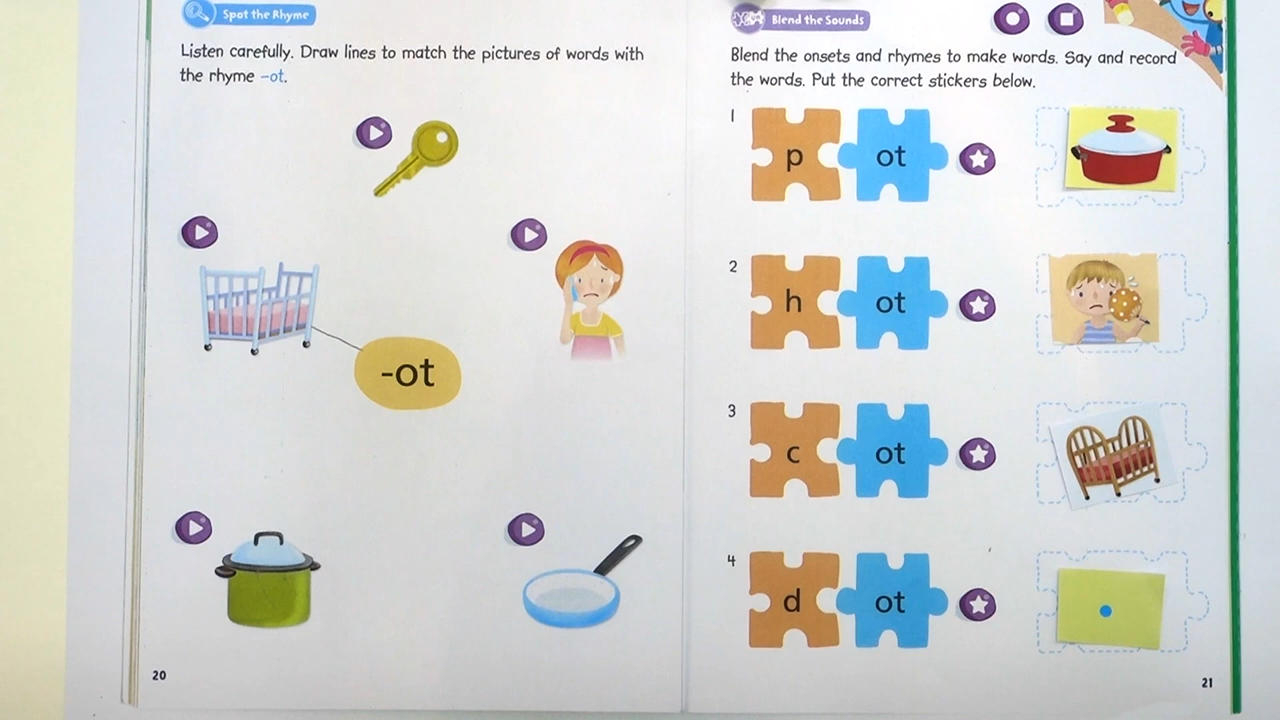 Spot the Rhyme
Listen carefully. Draw lines to match the pictures of words with
the rhyme -ot.
-ot
20
Blend the Sounds
Blend the onsets and rhymes to make words. Say and record
the words. Put the correct stickers below.
1
p ot
2
h ot
3
c ot
4
d ot
21